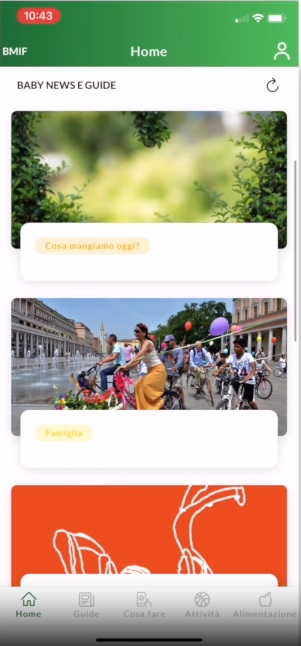 10:43
BMIF
Home
BABY NEWS E GUIDE
Cosa mangiamo oggi?
Famiglia
Home
Guide
Cosa fare
Attività
Alimentazione